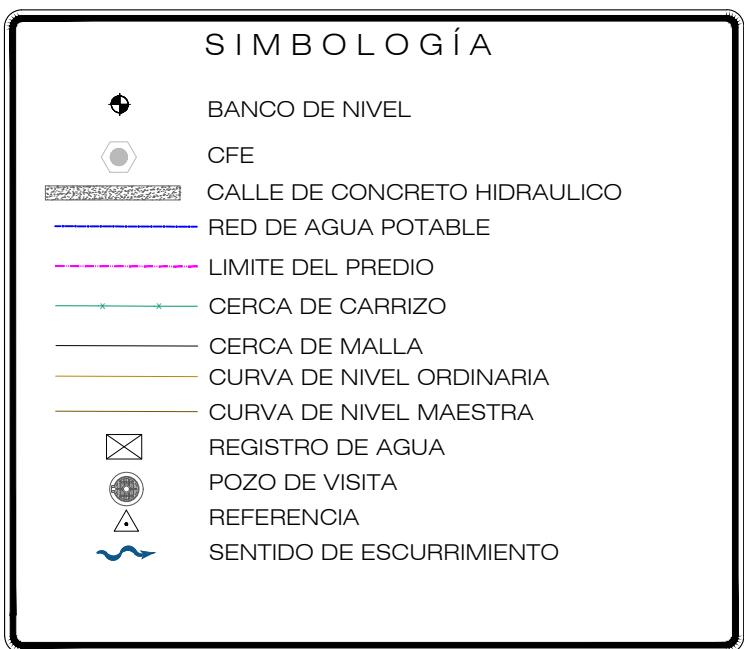 SIMBOLOGÍA
BANCO DE NIVEL
CFE
CALLE DE CONCRETO HIDRAULICO
RED DE AGUA POTABLE
LIMITE DEL PREDIO
CERCA DE CARRIZO
CERCA DE MALLA
CURVA DE NIVEL ORDINARIA
CURVA DE NIVEL MAESTRA
REGISTRO DE AGUA
POZO DE VISITA
REFERENCIA
SENTIDO DE ESCURRIMIENTO